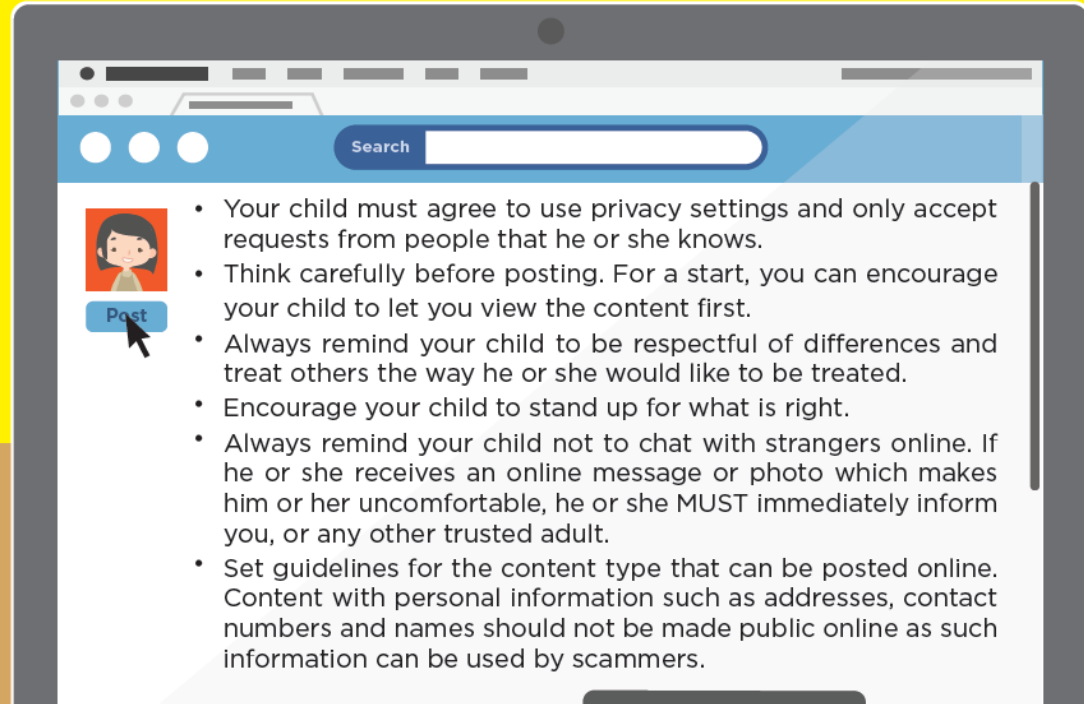 Search
• Your child must agree to use privacy settings and only accept
requests from people that he or she knows.
• Think carefully before posting. For a start, you can encourage
your child to let you view the content first.
Post
• Always remind your child to be respectful of differences and
treat others the way he or she would like to be treated.
• Encourage your child to stand up for what is right.
• Always remind your child not to chat with strangers online. If
he or she receives an online message or photo which makes
him or her uncomfortable, he or she MUST immediately inform
you, or any other trusted adult.
• Set guidelines for the content type that can be posted online.
Content with personal information such as addresses, contact
numbers and names should not be made public online as such
information can be used by scammers.